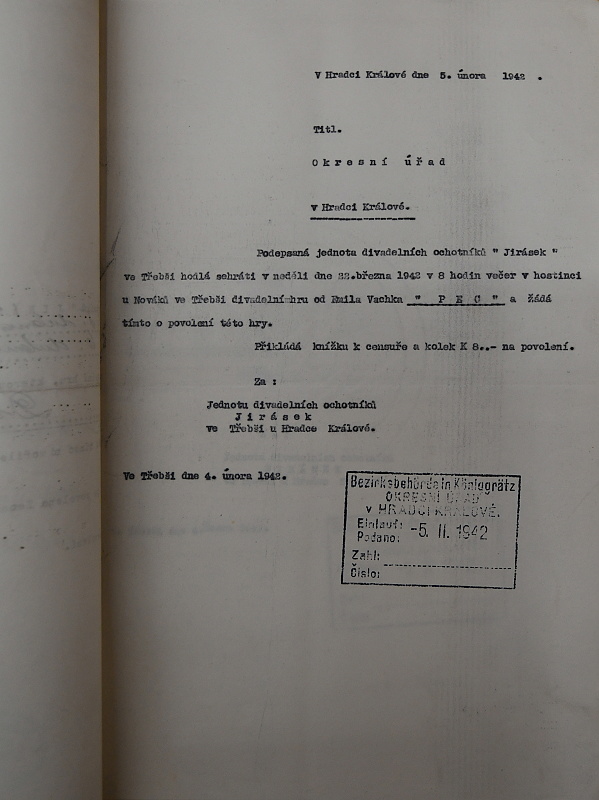 V Hradci Králové dne 5. února 1942 .
Titl.
O k r e s n í ú ř a d
v Hradci Králové.
Podepsaná jednota divadelních ochotníků " Jirásek "
ve Třebši hodlá sehráti v neděli dne 22.března 1942 v 8 hodin večer v hostinci
u Nováků ve Třebši divadelní hru od Emila Vachka " P E C " a žádá
tímto o povolení této hry.
Přikládá knížku k censuře a kolek K 8.- na povolení.
Za :
Jednotu divadelních ochotníků
J i r á s e k
ve Třebši u Hradce Králové.
Ve Třebši dne 4. února 1942.
Bezirksbehörde in Königgrätz
OKRESNÍ ÚŘAD
v HRADCI KRÁLOVÉ.
Einlauf:
Podáno: -5. II. 1942
Zahl:
Číslo: